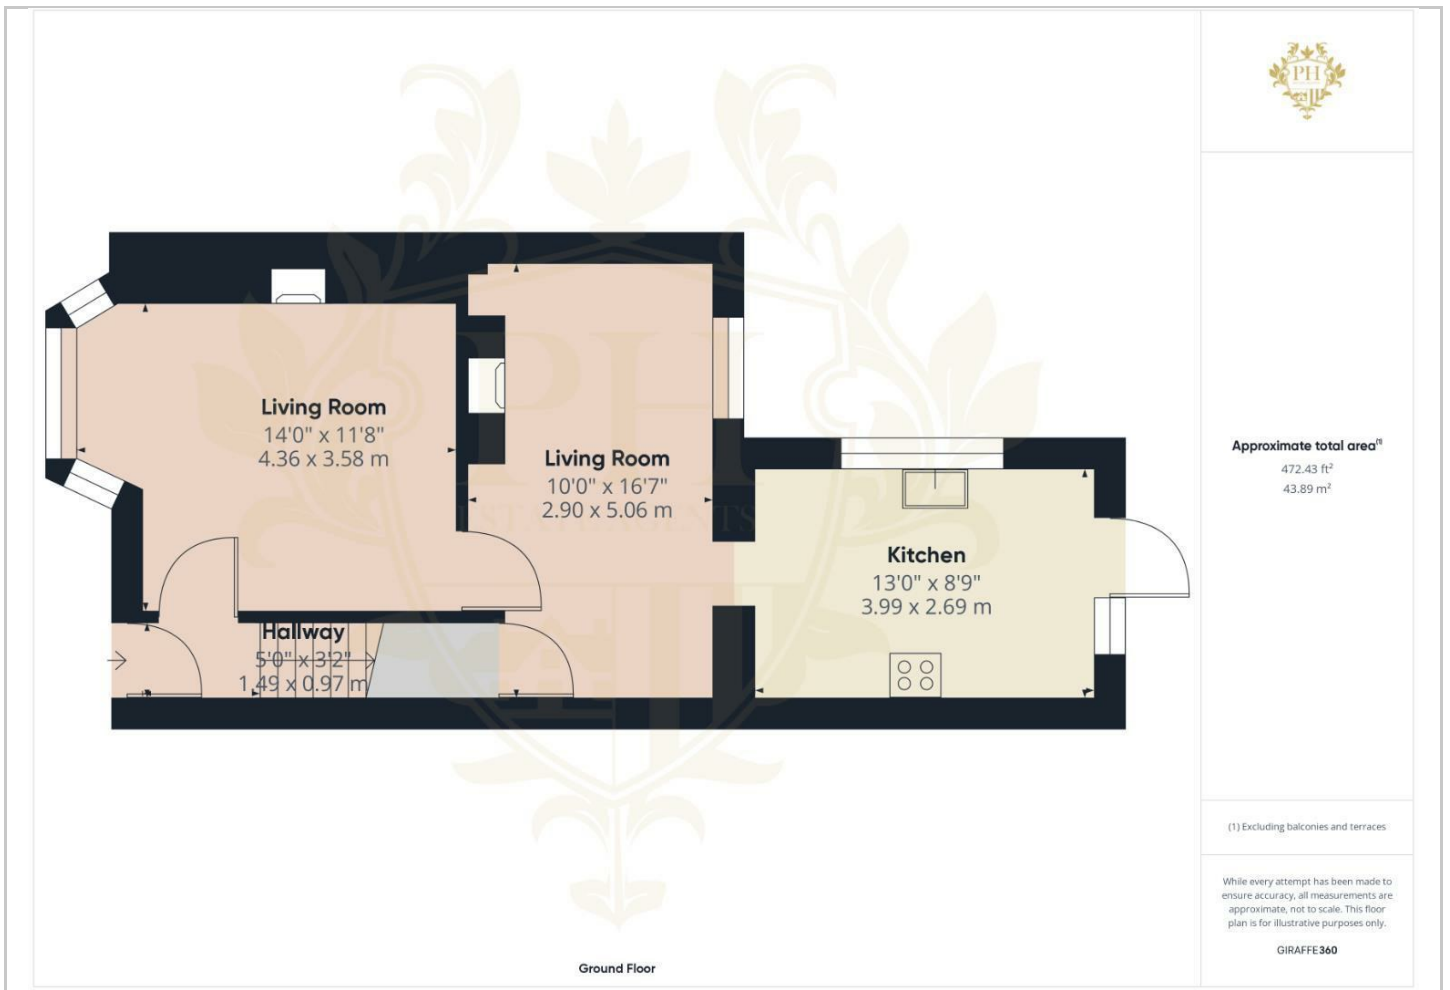 PH
Living Room
14'0" x 11'8"
4.36 x 3.58 m
Living Room
10'0" x 16'7"
2.90 x 5.06 m
Kitchen
13'0" x 8'9"
3.99 x 2.69 m
Hallway
5'0" x 3'2"
1.49 x 0.97 m
PH
ESTATE AGENTS
Ground Floor
Approximate total area(1)
472.43 ft²
43.89 m²
(1) Excluding balconies and terraces
While every attempt has been made to
ensure accuracy, all measurements are
approximate, not to scale. This floor
plan is for illustrative purposes only.
GIRAFFE360